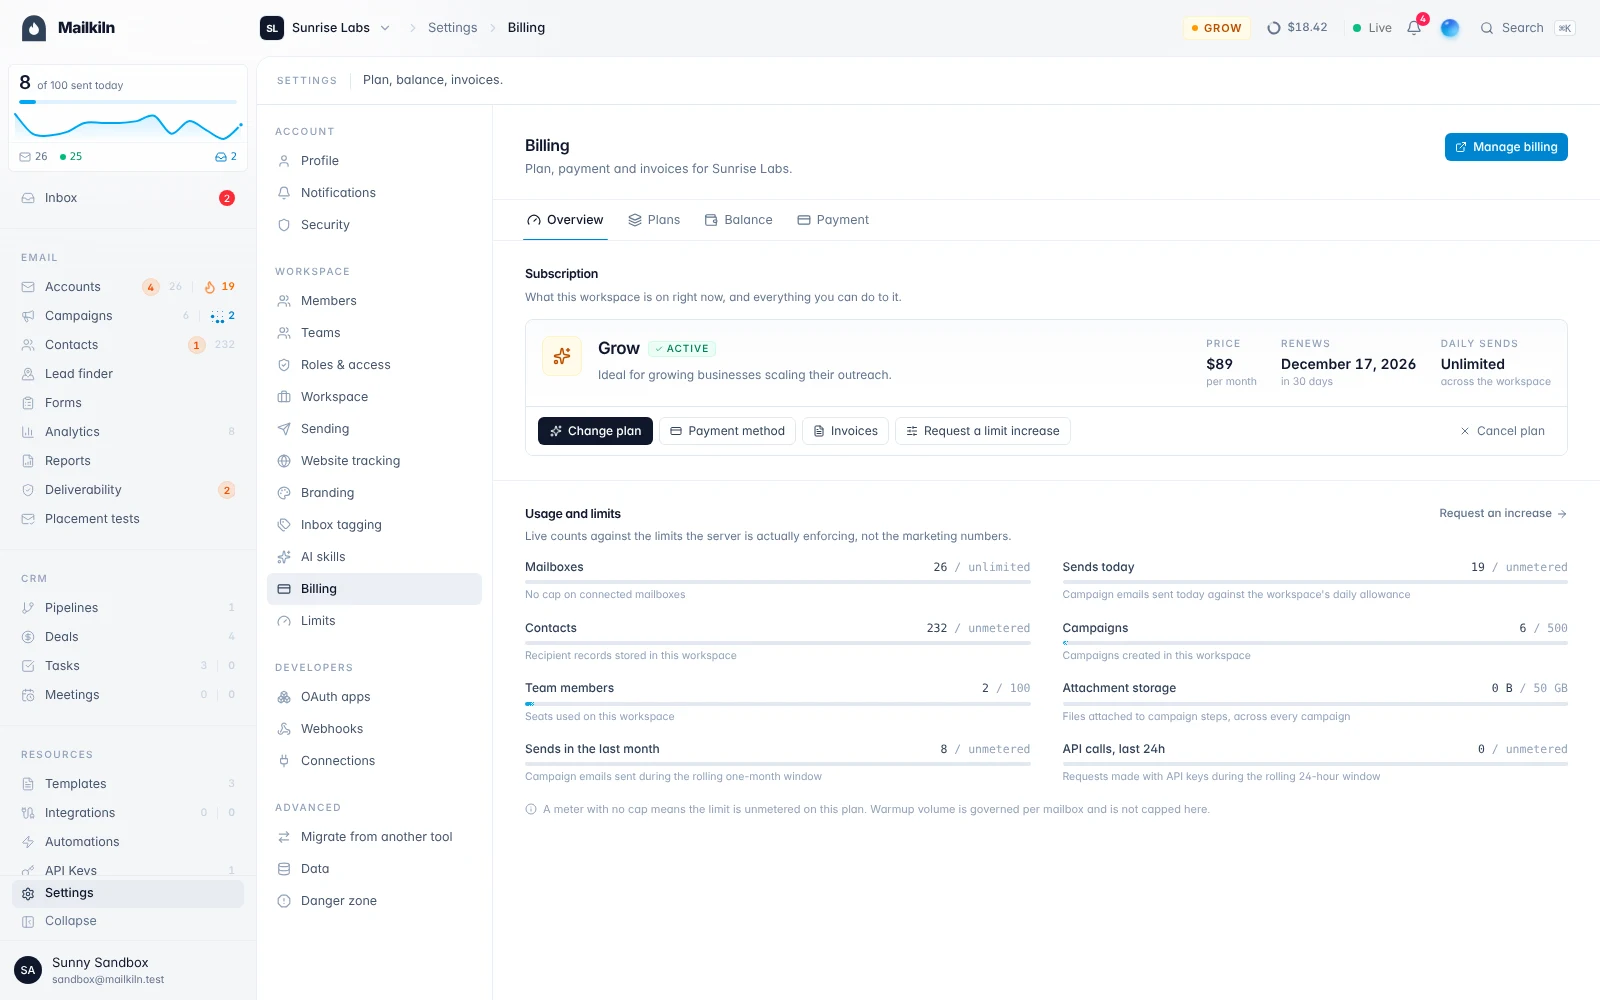 Mailkiln
SL Sunrise Labs Settings Billing
GROW $18.42 Live 4 Search ⌘K
8 of 100 sent today
26 25 2
Inbox 2
EMAIL
Accounts 4 26 19
Campaigns 6 2
Contacts 1 232
Lead finder
Forms
Analytics 8
Reports
Deliverability 2
Placement tests
CRM
Pipelines 1
Deals 4
Tasks 3 0
Meetings 0 0
RESOURCES
Templates 3
Integrations 0 0
Automations
API Keys 1
Settings
Collapse
SA Sunny Sandbox
sandbox@mailkiln.test
SETTINGS Plan, balance, invoices.
ACCOUNT
Profile
Notifications
Security
WORKSPACE
Members
Teams
Roles & access
Workspace
Sending
Website tracking
Branding
Inbox tagging
AI skills
Billing
Limits
DEVELOPERS
OAuth apps
Webhooks
Connections
ADVANCED
Migrate from another tool
Data
Danger zone
Billing
Plan, payment and invoices for Sunrise Labs.
Manage billing
Overview Plans Balance Payment
Subscription
What this workspace is on right now, and everything you can do to it.
Grow ACTIVE
Ideal for growing businesses scaling their outreach.
PRICE
$89
per month
RENEWS
December 17, 2026
in 30 days
DAILY SENDS
Unlimited
across the workspace
Change plan Payment method Invoices Request a limit increase Cancel plan
Usage and limits Request an increase →
Live counts against the limits the server is actually enforcing, not the marketing numbers.
Mailboxes 26 / unlimited
No cap on connected mailboxes
Sends today 19 / unmetered
Campaign emails sent today against the workspace's daily allowance
Contacts 232 / unmetered
Recipient records stored in this workspace
Campaigns 6 / 500
Campaigns created in this workspace
Team members 2 / 100
Seats used on this workspace
Attachment storage 0 B / 50 GB
Files attached to campaign steps, across every campaign
Sends in the last month 8 / unmetered
Campaign emails sent during the rolling one-month window
API calls, last 24h 0 / unmetered
Requests made with API keys during the rolling 24-hour window
A meter with no cap means the limit is unmetered on this plan. Warmup volume is governed per mailbox and is not capped here.